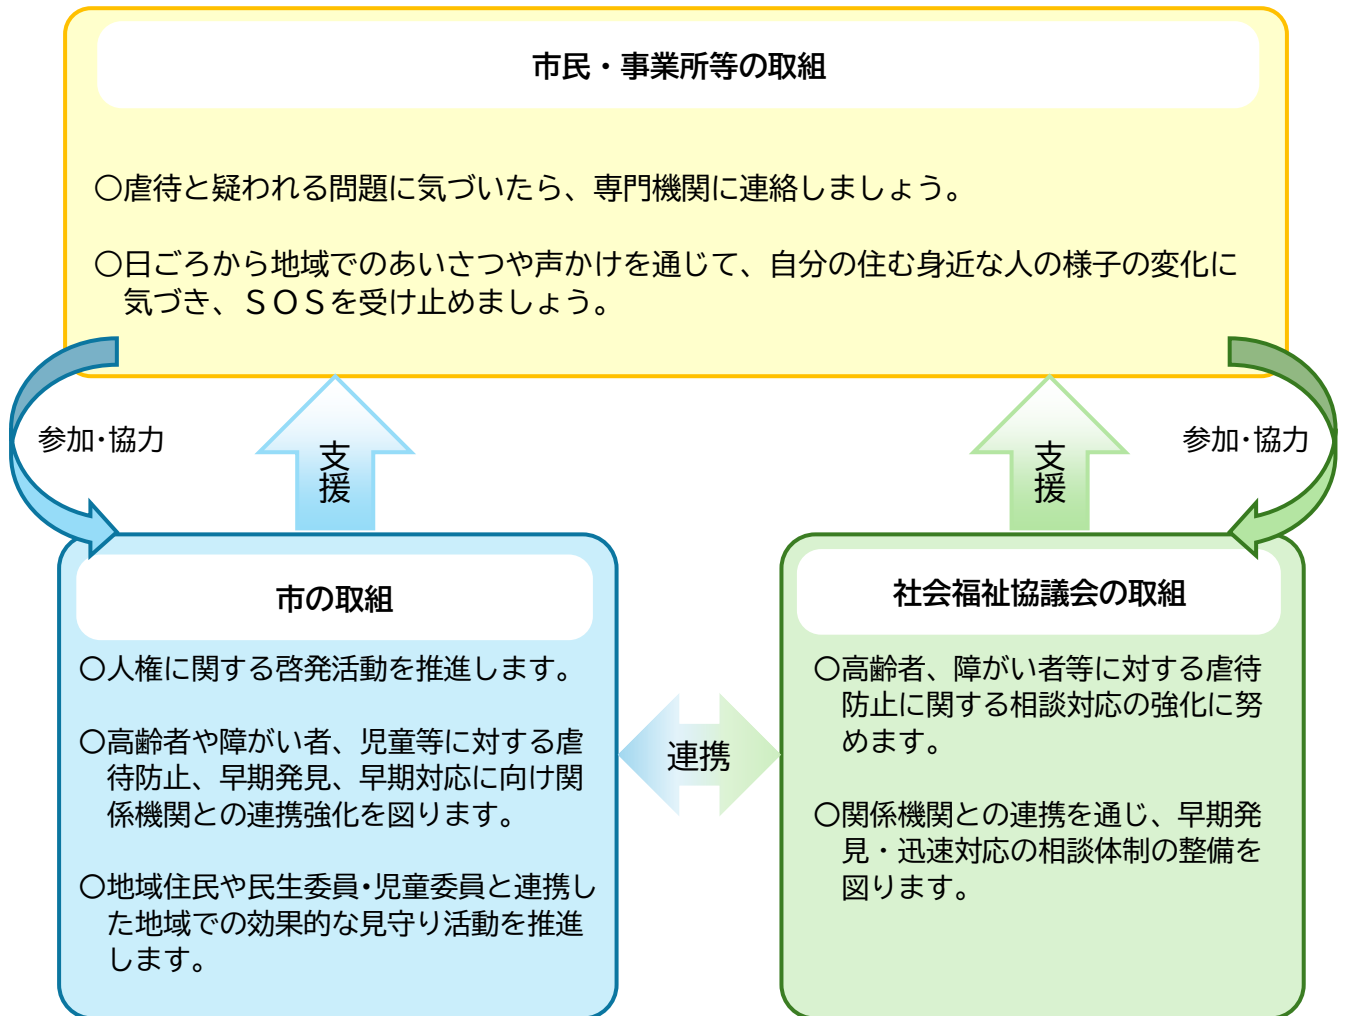 市民・事業所等の取組
〇虐待と疑われる問題に気づいたら、専門機関に連絡しましょう。
〇日ごろから地域でのあいさつや声かけを通じて、自分の住む身近な人の様子の変化に
気づき、ＳＯＳを受け止めましょう。
参加・協力
支援
支援
参加・協力
市の取組
〇人権に関する啓発活動を推進します。
〇高齢者や障がい者、児童等に対する虐
待防止、早期発見、早期対応に向け関
係機関との連携強化を図ります。
〇地域住民や民生委員・児童委員と連携し
た地域での効果的な見守り活動を推進
します。
連携
社会福祉協議会の取組
〇高齢者、障がい者等に対する虐待
防止に関する相談対応の強化に努
めます。
〇関係機関との連携を通じ、早期発
見・迅速対応の相談体制の整備を
図ります。